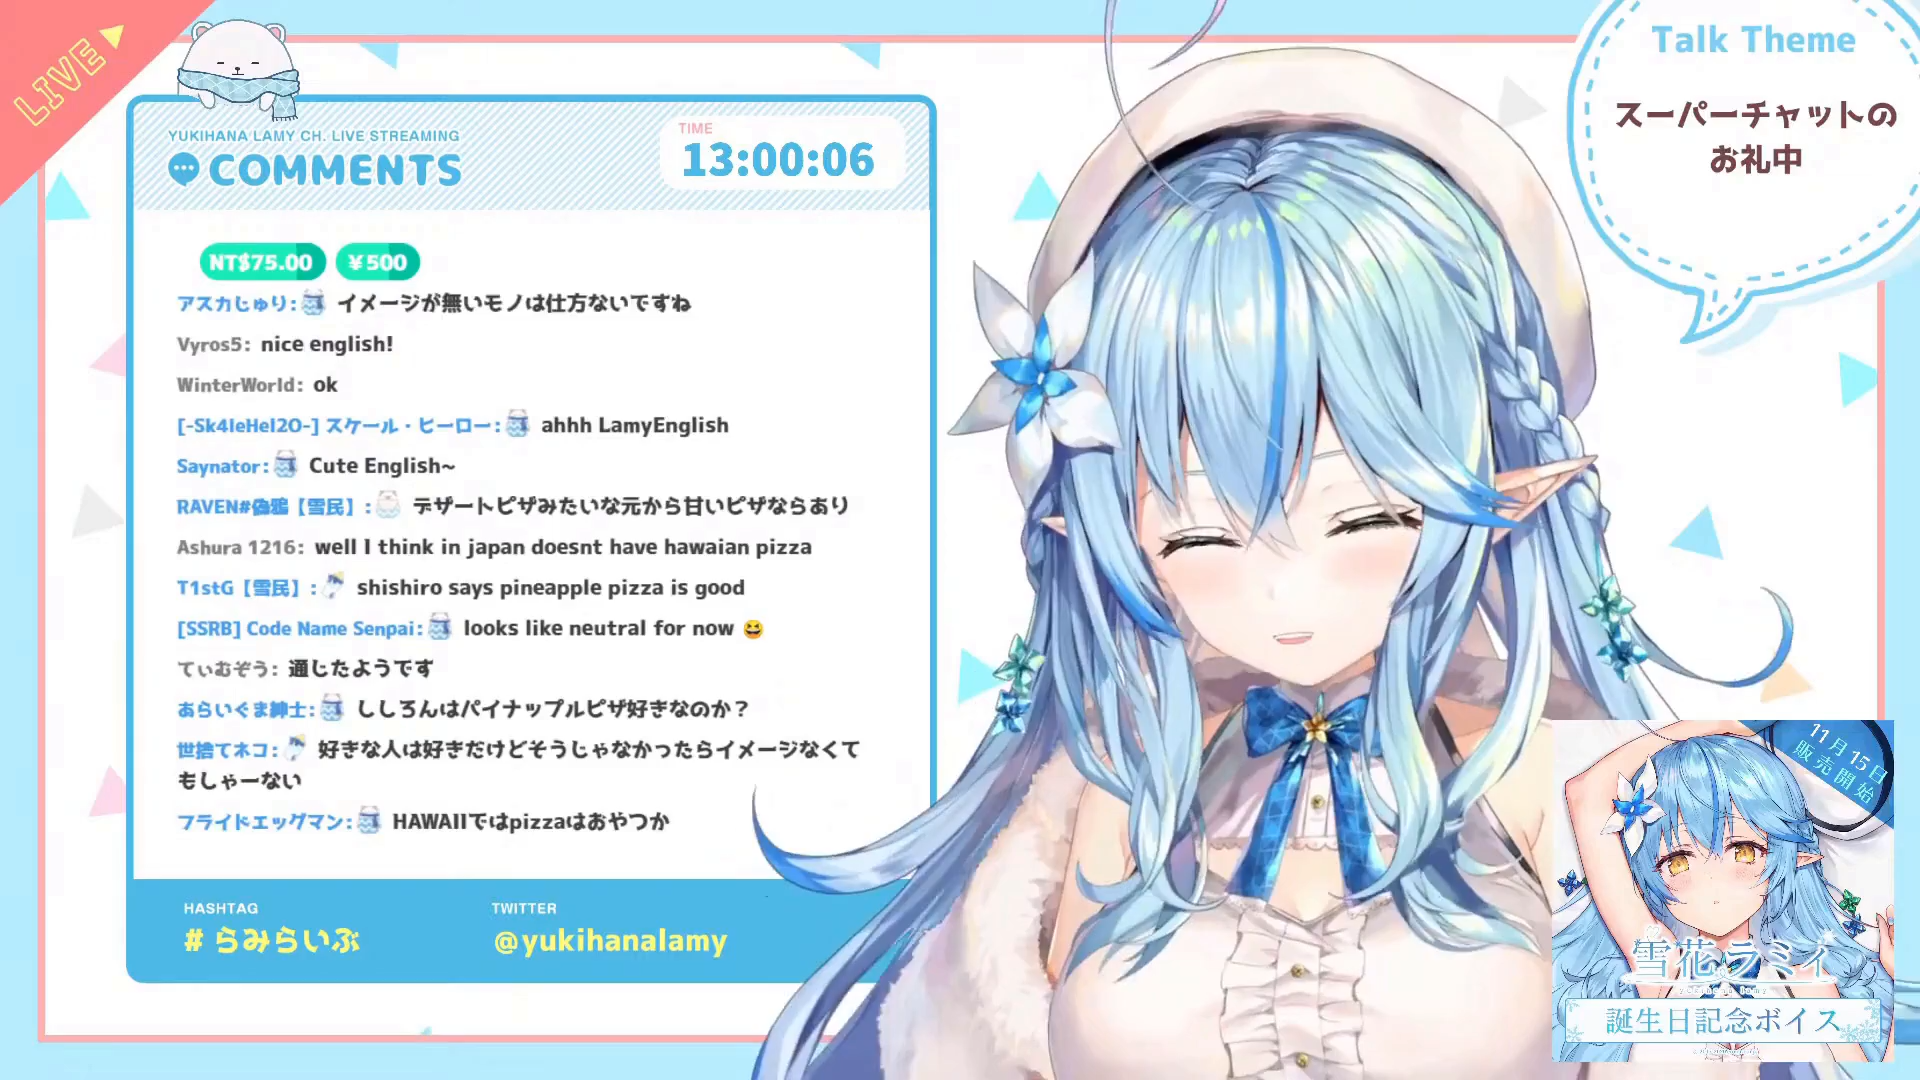 LIVE
Talk Theme
スーパーチャットの
お礼中
YUKIHANA LAMY CH. LIVE STREAMING
COMMENTS
TIME
13:00:06
NT$75.00 ¥500
アスカじゅり: イメージが無いモノは仕方ないですね
Vyros5: nice english!
WinterWorld: ok
[-Sk4leHel2O-] スケール・ヒーロー: ahhh LamyEnglish
Saynator: Cute English~
RAVEN#偽鴉【雪民】: デザートピザみたいな元から甘いピザならあり
Ashura 1216: well I think in japan doesnt have hawaian pizza
T1stG【雪民】: shishiro says pineapple pizza is good
[SSRB] Code Name Senpai: looks like neutral for now 😆
てぃむぞう: 通じたようです
あらいぐま紳士: ししろんはパイナップルピザ好きなのか？
世捨てネコ: 好きな人は好きだけどそうじゃなかったらイメージなくて
もしゃーない
フライドエッグマン: HAWAIIではpizzaはおやつか
HASHTAG
# らみらいぶ
TWITTER
@yukihanalamy
11月15日
販売開始
雪花ラミィ
yukihana lamy
誕生日記念ボイス